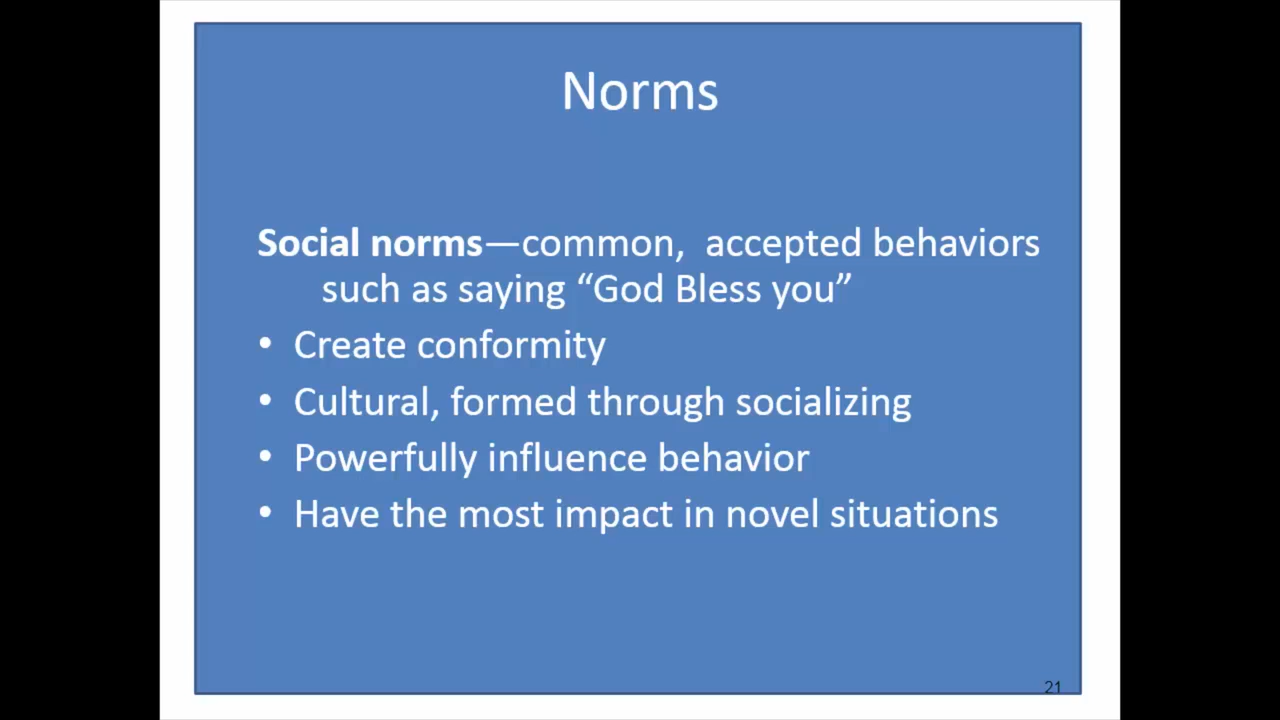 Norms
Social norms—common,  accepted behaviors
such as saying “God Bless you”
• Create conformity
• Cultural, formed through socializing
• Powerfully influence behavior
• Have the most impact in novel situations
21